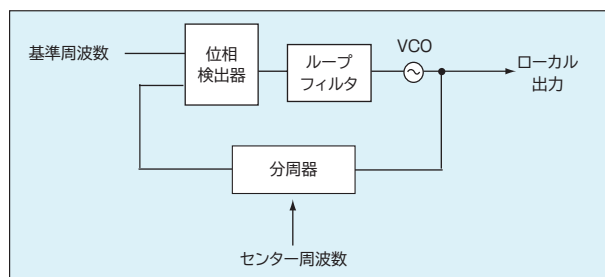 基準周波数
位相
検出器
ループ
フィルタ
VCO
ローカル
出力
分周器
センター周波数